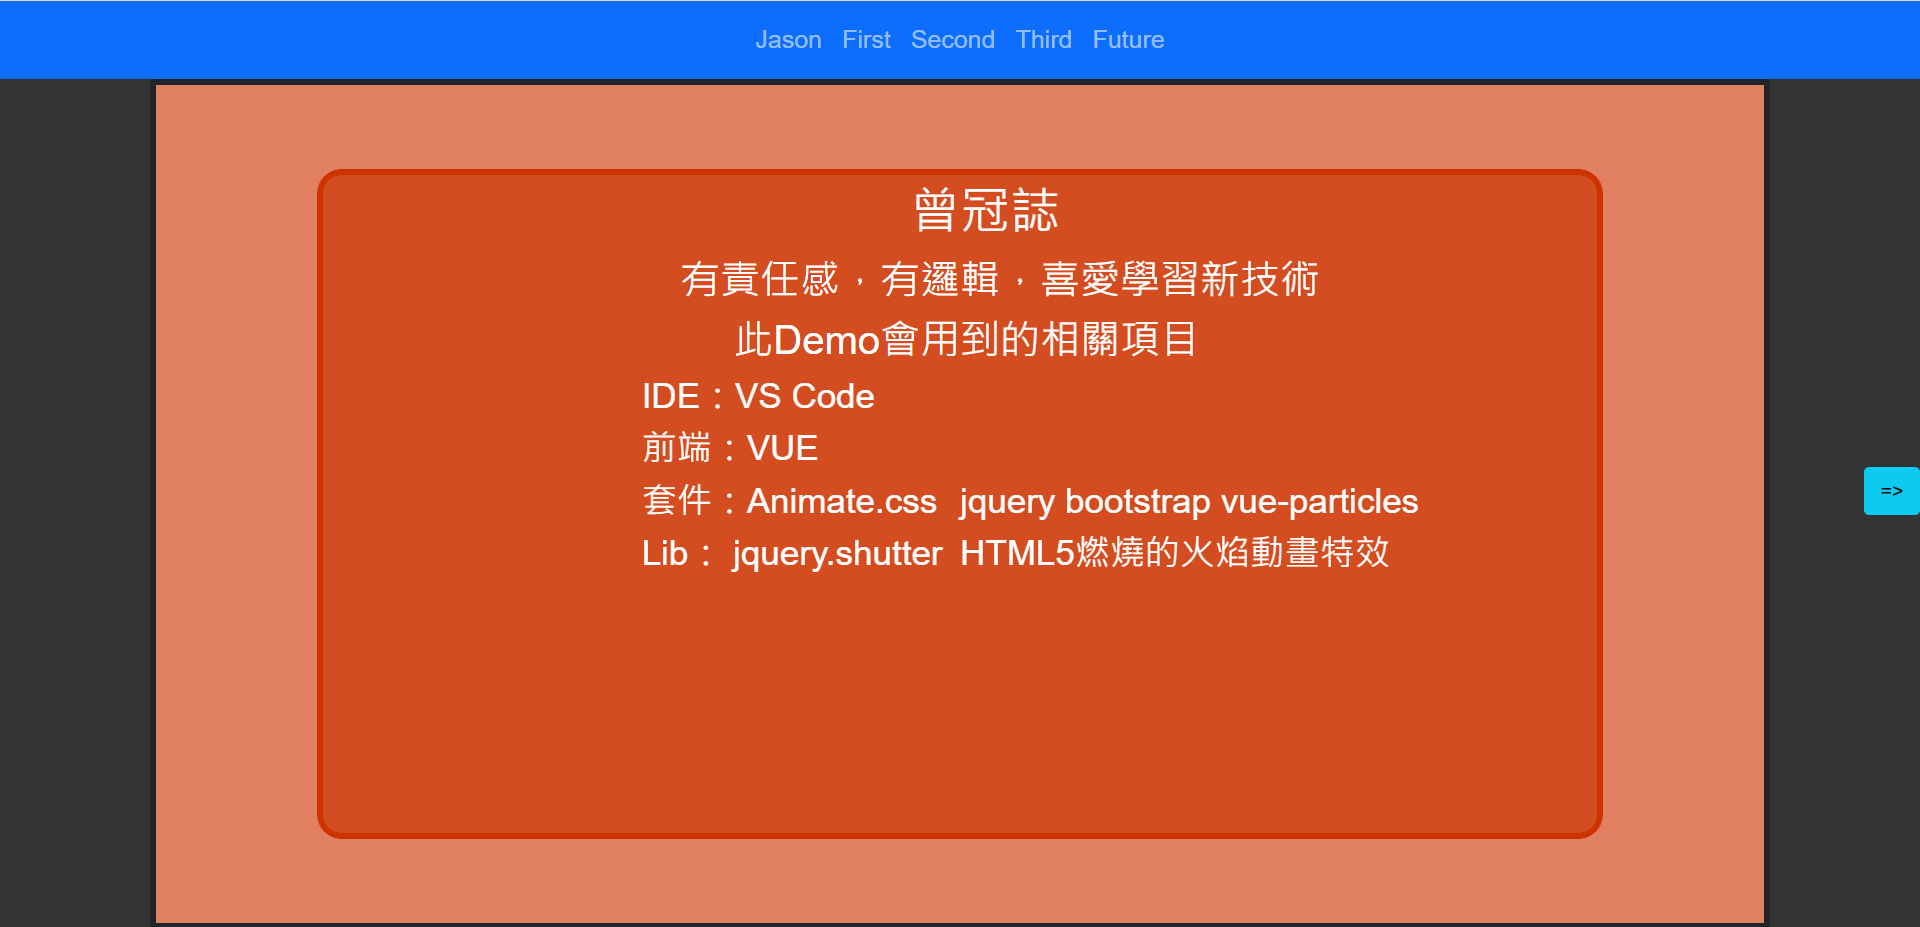 Jason First Second Third Future
曾冠誌
有責任感，有邏輯，喜愛學習新技術
此Demo會用到的相關項目
IDE：VS Code
前端：VUE
套件：Animate.css jquery bootstrap vue-particles
=>
Lib： jquery.shutter HTML5燃燒的火焰動畫特效